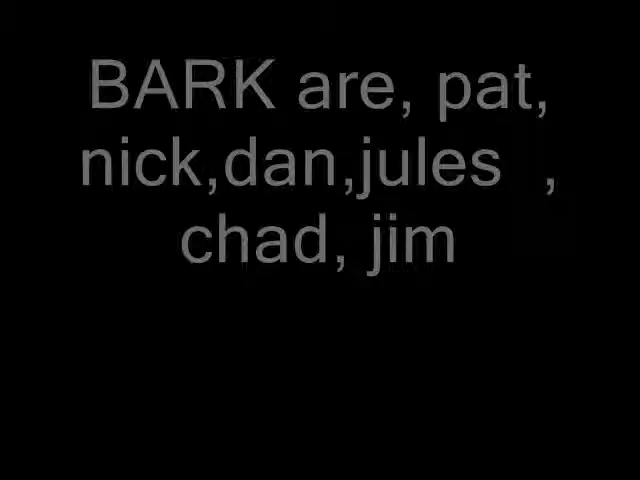 BARK are, pat,
nick,dan,jules  ,
chad, jim